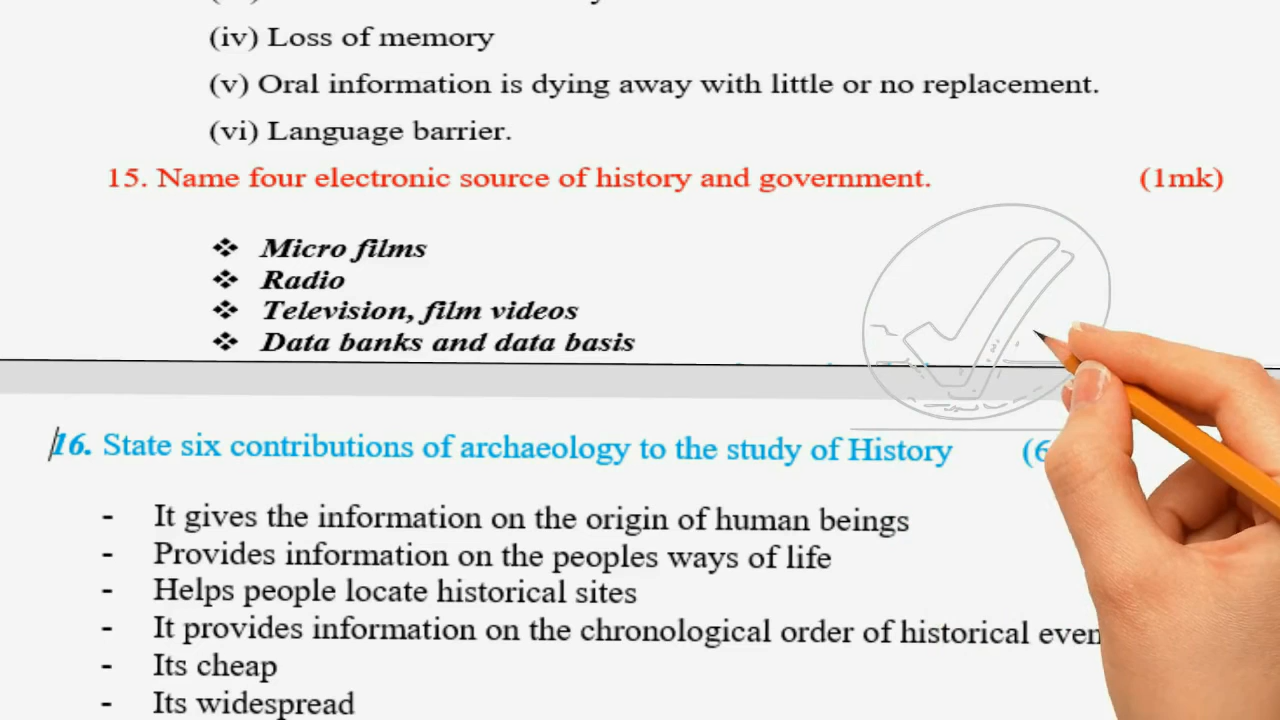 (iv) Loss of memory
(v) Oral information is dying away with little or no replacement.
(vi) Language barrier.
15. Name four electronic source of history and government. (1mk)
❖ Micro films
❖ Radio
❖ Television, film videos
❖ Data banks and data basis
16. State six contributions of archaeology to the study of History (6
- It gives the information on the origin of human beings
- Provides information on the peoples ways of life
- Helps people locate historical sites
- It provides information on the chronological order of historical even
- Its cheap
- Its widespread